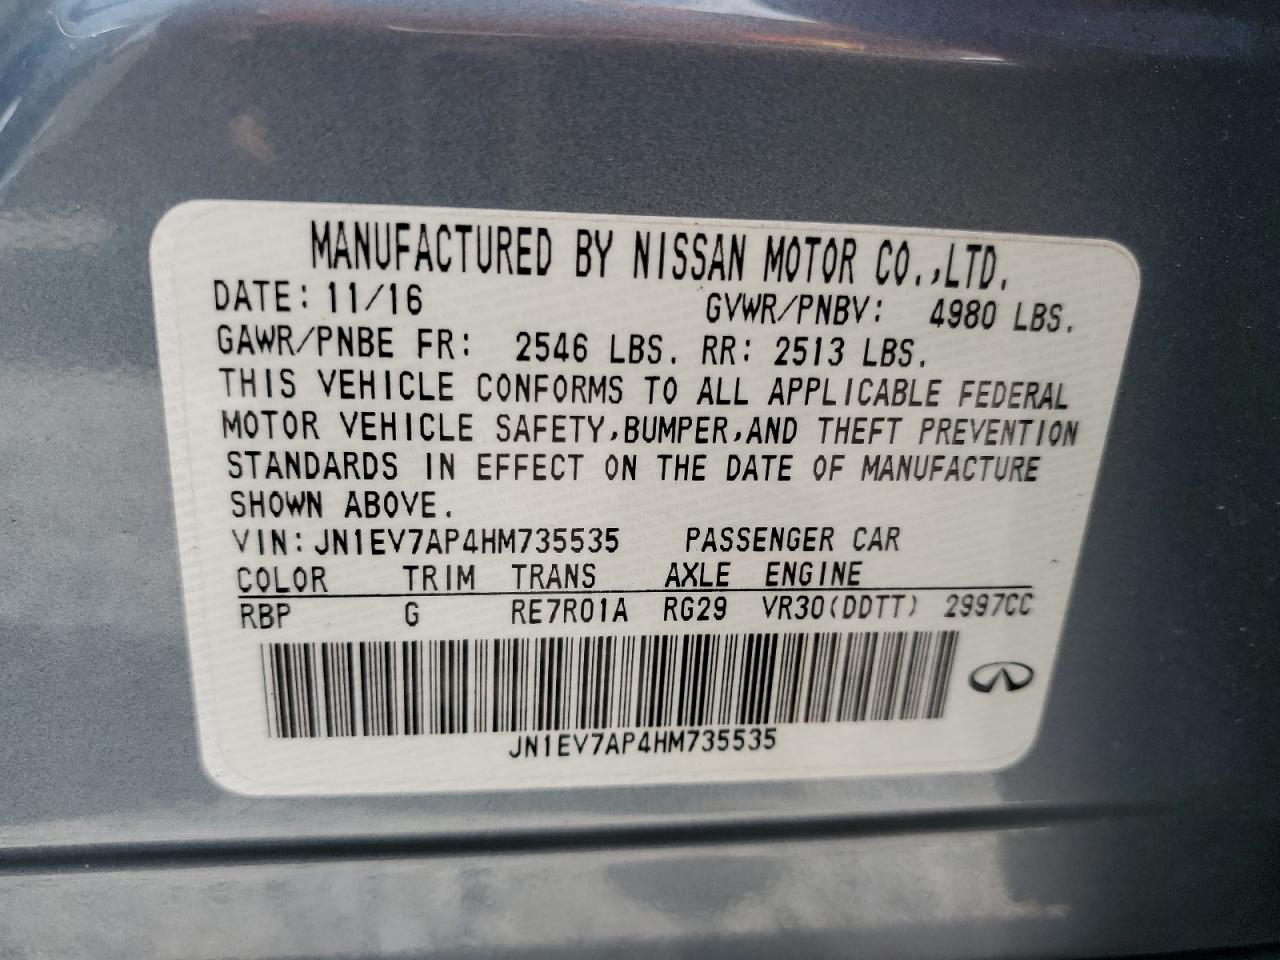 MANUFACTURED BY NISSAN MOTOR CO.,LTD.
DATE: 11/16 GVWR/PNBV: 4980 LBS.
GAWR/PNBE FR: 2546 LBS. RR: 2513 LBS.
THIS VEHICLE CONFORMS TO ALL APPLICABLE FEDERAL
MOTOR VEHICLE SAFETY,BUMPER,AND THEFT PREVENTION
STANDARDS IN EFFECT ON THE DATE OF MANUFACTURE
SHOWN ABOVE.
VIN: JN1EV7AP4HM735535 PASSENGER CAR
COLOR TRIM TRANS AXLE ENGINE
RBP G RE7R01A RG29 VR30(DDTT) 2997CC
JN1EV7AP4HM735535